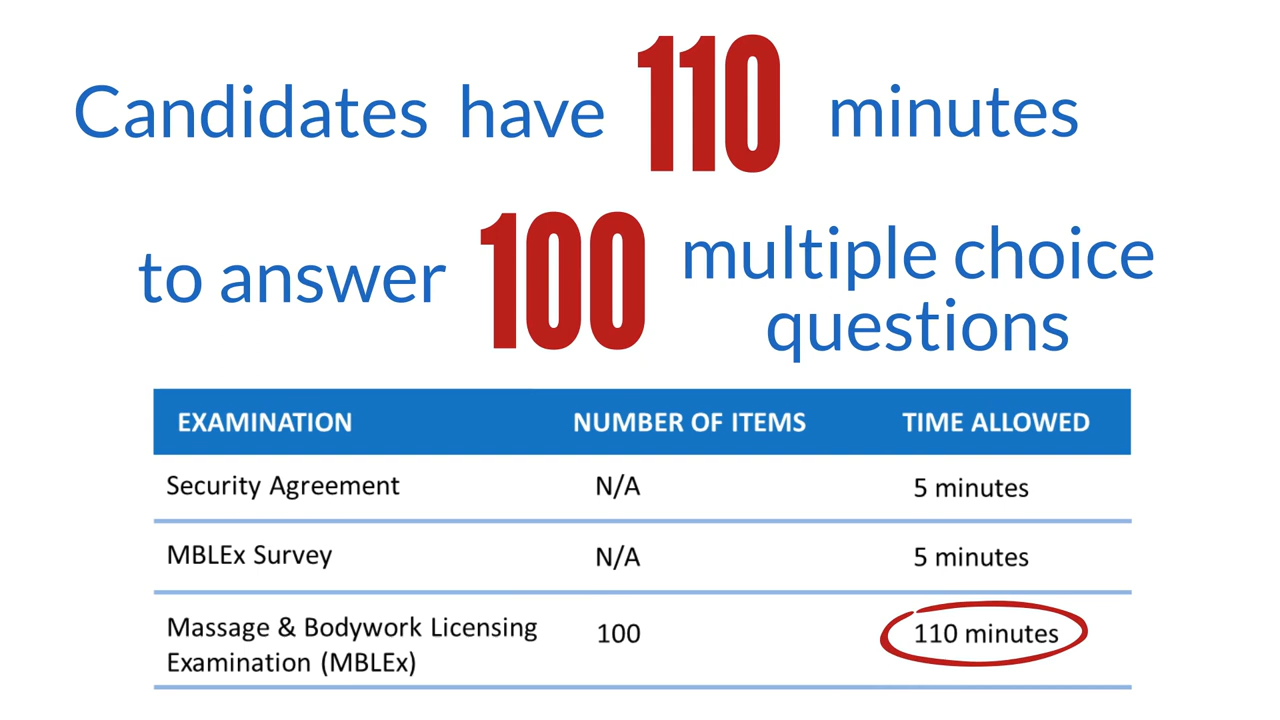 Candidates have 110 minutes
to answer 100 multiple choice
questions
EXAMINATION NUMBER OF ITEMS TIME ALLOWED
Security Agreement N/A 5 minutes
MBLEx Survey N/A 5 minutes
Massage & Bodywork Licensing 100 110 minutes
Examination (MBLEx)